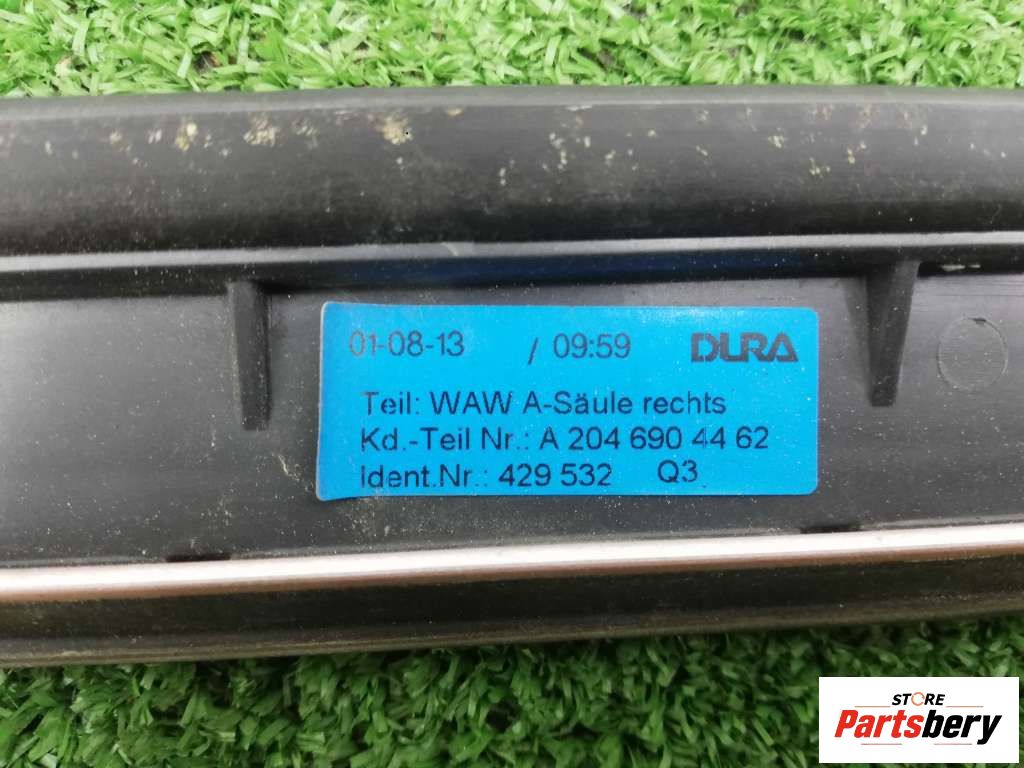 01-08-13 / 09:59 DURA
Teil: WAW A-Säule rechts
Kd.-Teil Nr.: A 204 690 44 62
Ident.Nr.: 429 532 Q3
STORE
Partsbery